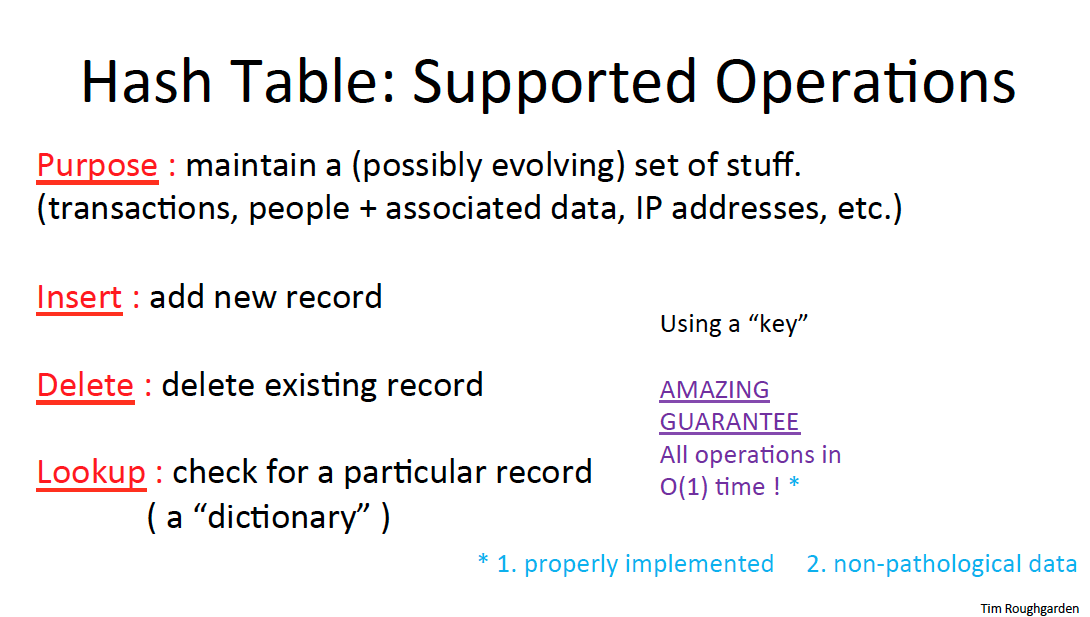 Hash Table: Supported Operations
Purpose : maintain a (possibly evolving) set of stuff.
(transactions, people + associated data, IP addresses, etc.)
Insert : add new record
Using a “key”
Delete : delete existing record
AMAZING
GUARANTEE
All operations in
O(1) time ! *
Lookup : check for a particular record
( a “dictionary” )
* 1. properly implemented 2. non-pathological data
Tim Roughgarden